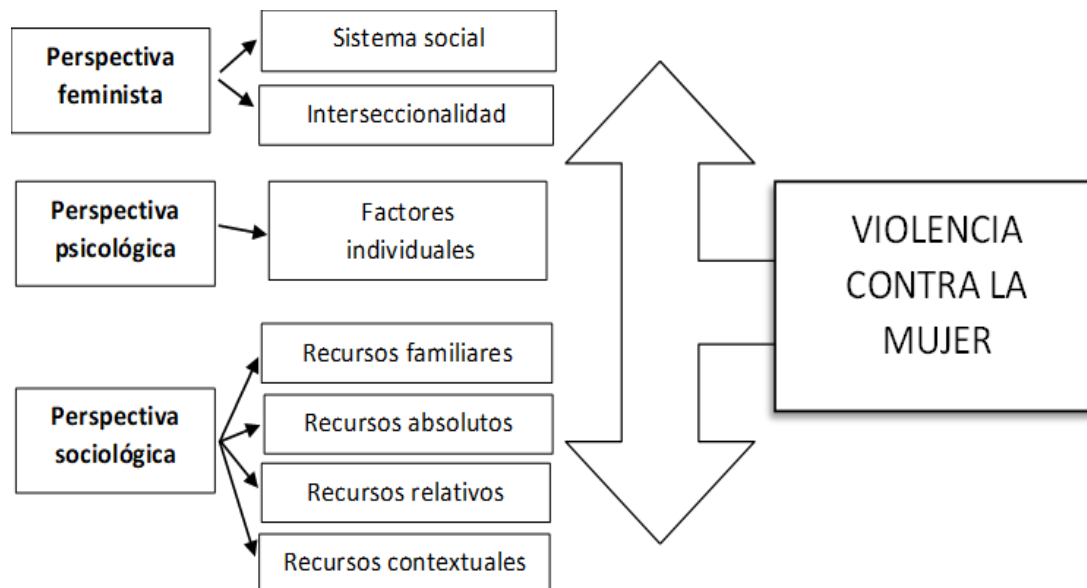 Perspectiva
feminista
Sistema social
Interseccionalidad
Perspectiva
psicológica
Factores
individuales
Perspectiva
sociológica
Recursos familiares
Recursos absolutos
Recursos relativos
Recursos contextuales
VIOLENCIA
CONTRA LA
MUJER